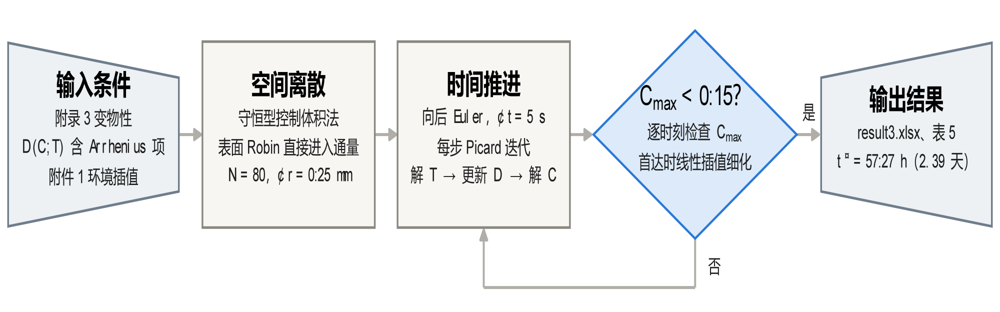 输入条件
附录 3 变物性
D(C; T) 含 Arrhenius 项
附件 1 环境插值
空间离散
守恒型控制体积法
表面 Robin 直接进入通量
N = 80, ¢r = 0:25 mm
时间推进
向后 Euler, ¢t = 5 s
每步 Picard 迭代
解 T → 更新 D → 解 C
Cmax < 0:15?
逐时刻检查 Cmax
首达时线性插值细化
是
否
输出结果
result3.xlsx、表 5
t¤ = 57:27 h (2.39 天)